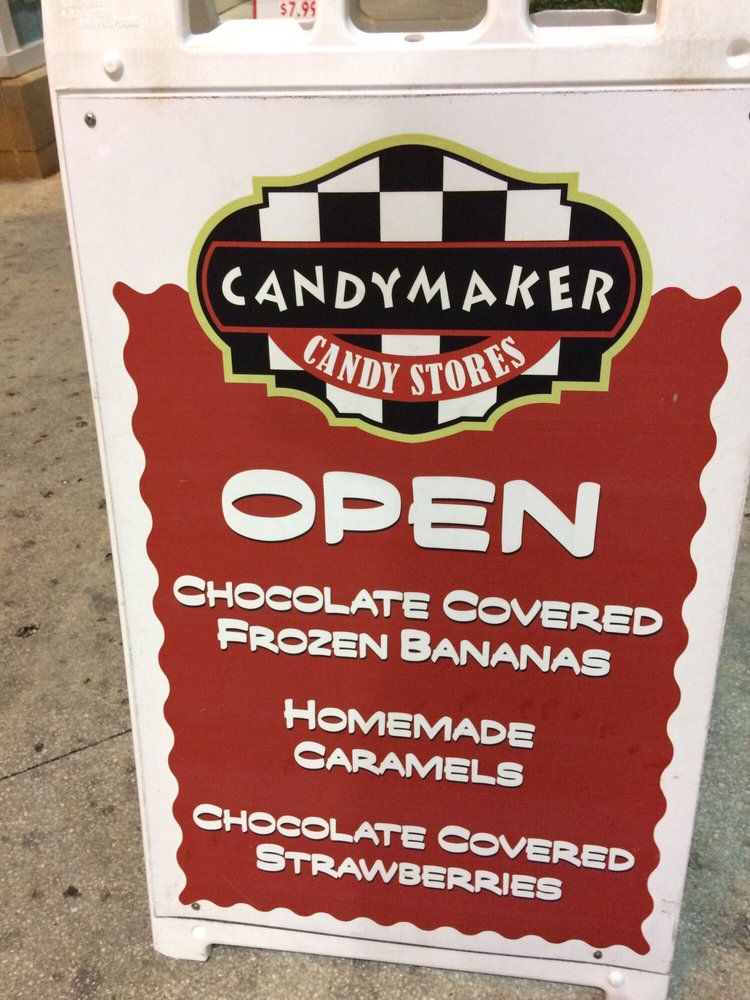 $7.99
CANDYMAKER
CANDY STORES
OPEN
CHOCOLATE COVERED
FROZEN BANANAS
HOMEMADE
CARAMELS
CHOCOLATE COVERED
STRAWBERRIES